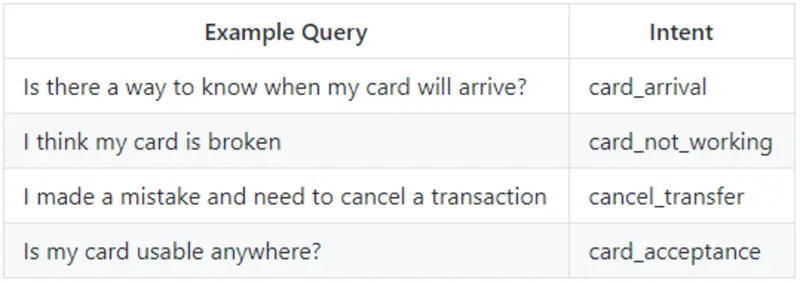 Example Query Intent
Is there a way to know when my card will arrive? card_arrival
I think my card is broken card_not_working
I made a mistake and need to cancel a transaction cancel_transfer
Is my card usable anywhere? card_acceptance